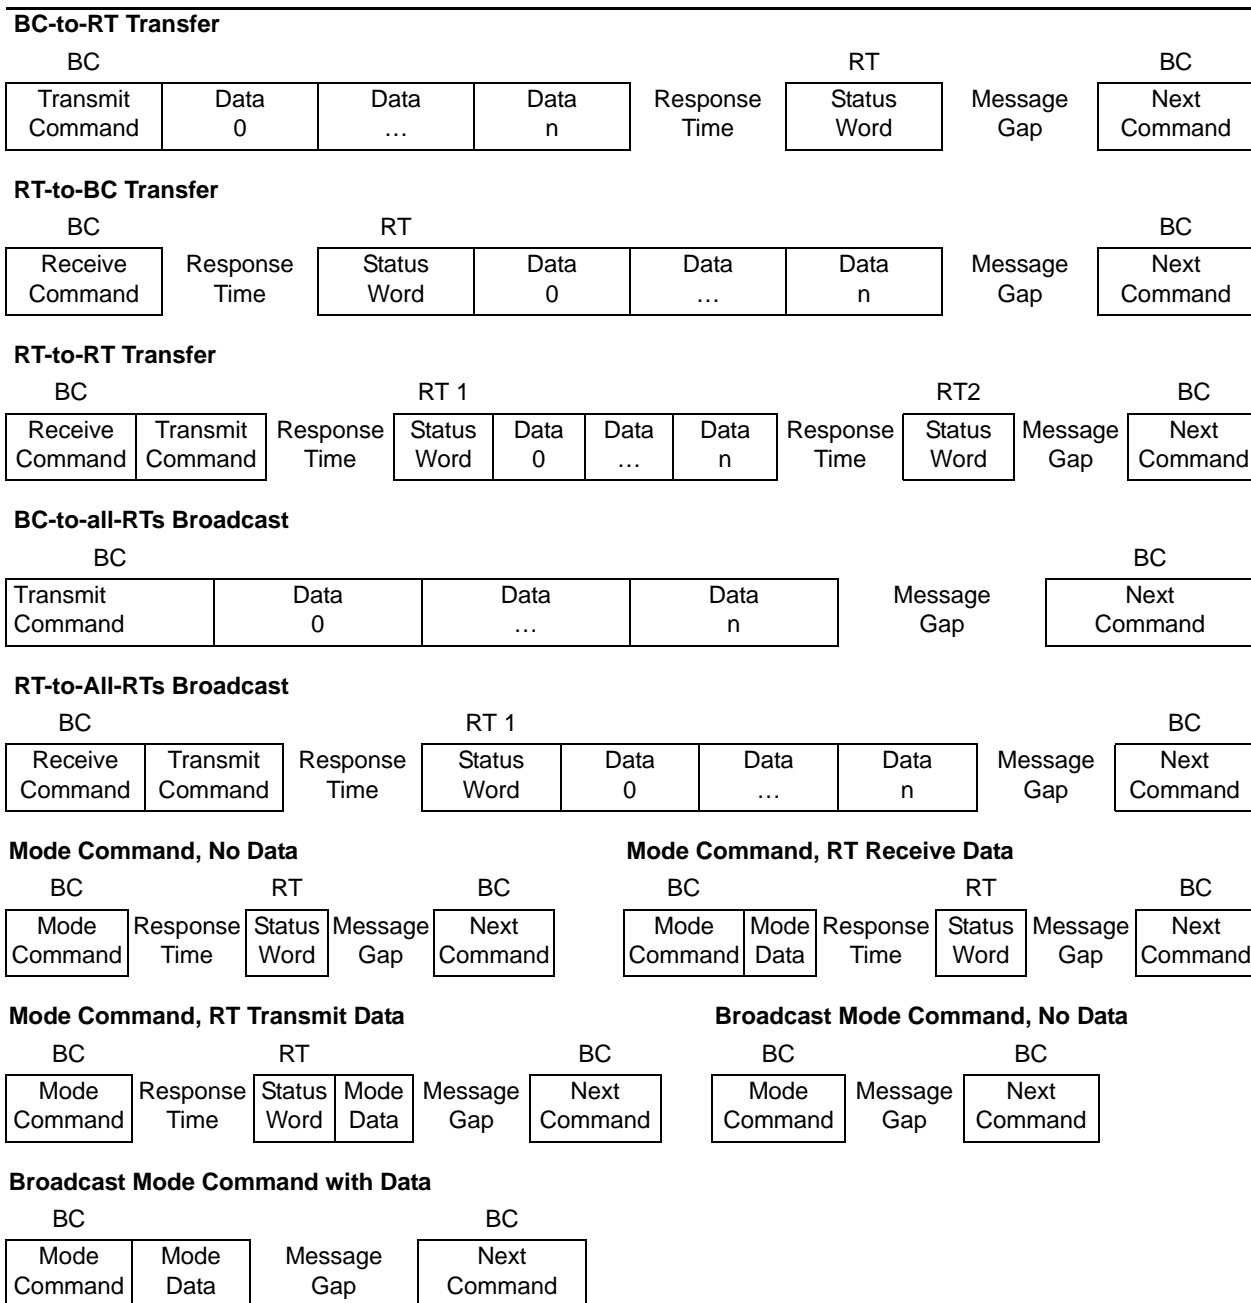 BC-to-RT Transfer
BC RT BC
Transmit Data Data Data Response Status Message Next
Command 0 … n Time Word Gap Command
RT-to-BC Transfer
BC RT BC
Receive Response Status Data Data Data Message Next
Command Time Word 0 … n Gap Command
RT-to-RT Transfer
BC RT 1 RT2 BC
Receive Transmit Response Status Data Data Data Response Status Message Next
Command Command Time Word 0 … n Time Word Gap Command
BC-to-all-RTs Broadcast
BC BC
Transmit Data Data Data Message Next
Command 0 … n Gap Command
RT-to-All-RTs Broadcast
BC RT 1 BC
Receive Transmit Response Status Data Data Data Message Next
Command Command Time Word 0 … n Gap Command
Mode Command, No Data Mode Command, RT Receive Data
BC RT BC BC RT BC
Mode Response Status Message Next Mode Mode Response Status Message Next
Command Time Word Gap Command Command Data Time Word Gap Command
Mode Command, RT Transmit Data Broadcast Mode Command, No Data
BC RT BC BC BC
Mode Response Status Mode Message Next Mode Message Next
Command Time Word Data Gap Command Command Gap Command
Broadcast Mode Command with Data
BC BC
Mode Mode Message Next
Command Data Gap Command